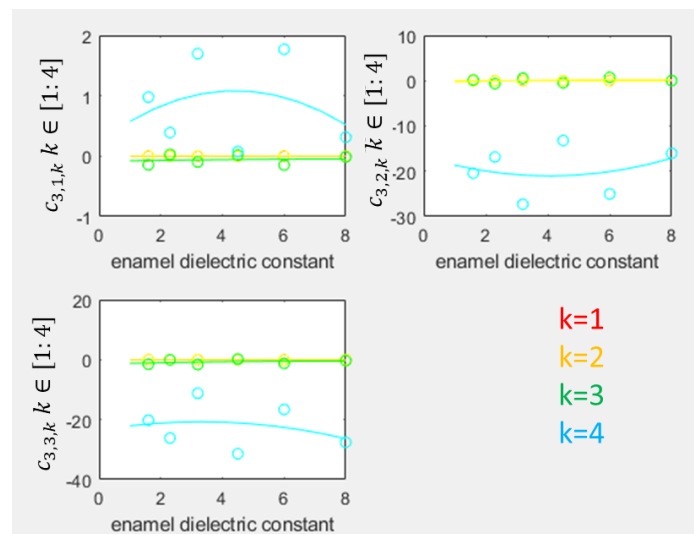 c3,1,k k ∈ [1: 4]
2
1
0
-1
0 2 4 6 8
enamel dielectric constant
c3,2,k k ∈ [1: 4]
10
0
-10
-20
-30
0 2 4 6 8
enamel dielectric constant
c3,3,k k ∈ [1: 4]
20
0
-20
-40
0 2 4 6 8
enamel dielectric constant
k=1
k=2
k=3
k=4